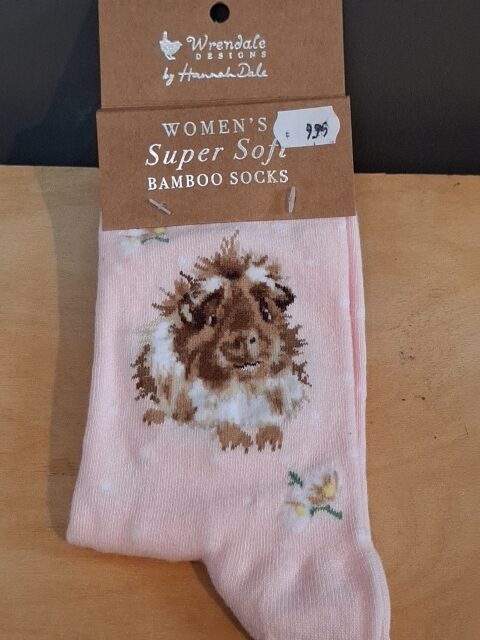 Wrendale
DESIGNS
by Hannah Dale
WOMEN'S
9,95
Super Soft
BAMBOO SOCKS